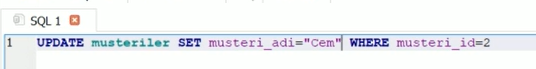 SQL 1
1 UPDATE musteriler SET musteri_adi="Cem" WHERE musteri_id=2